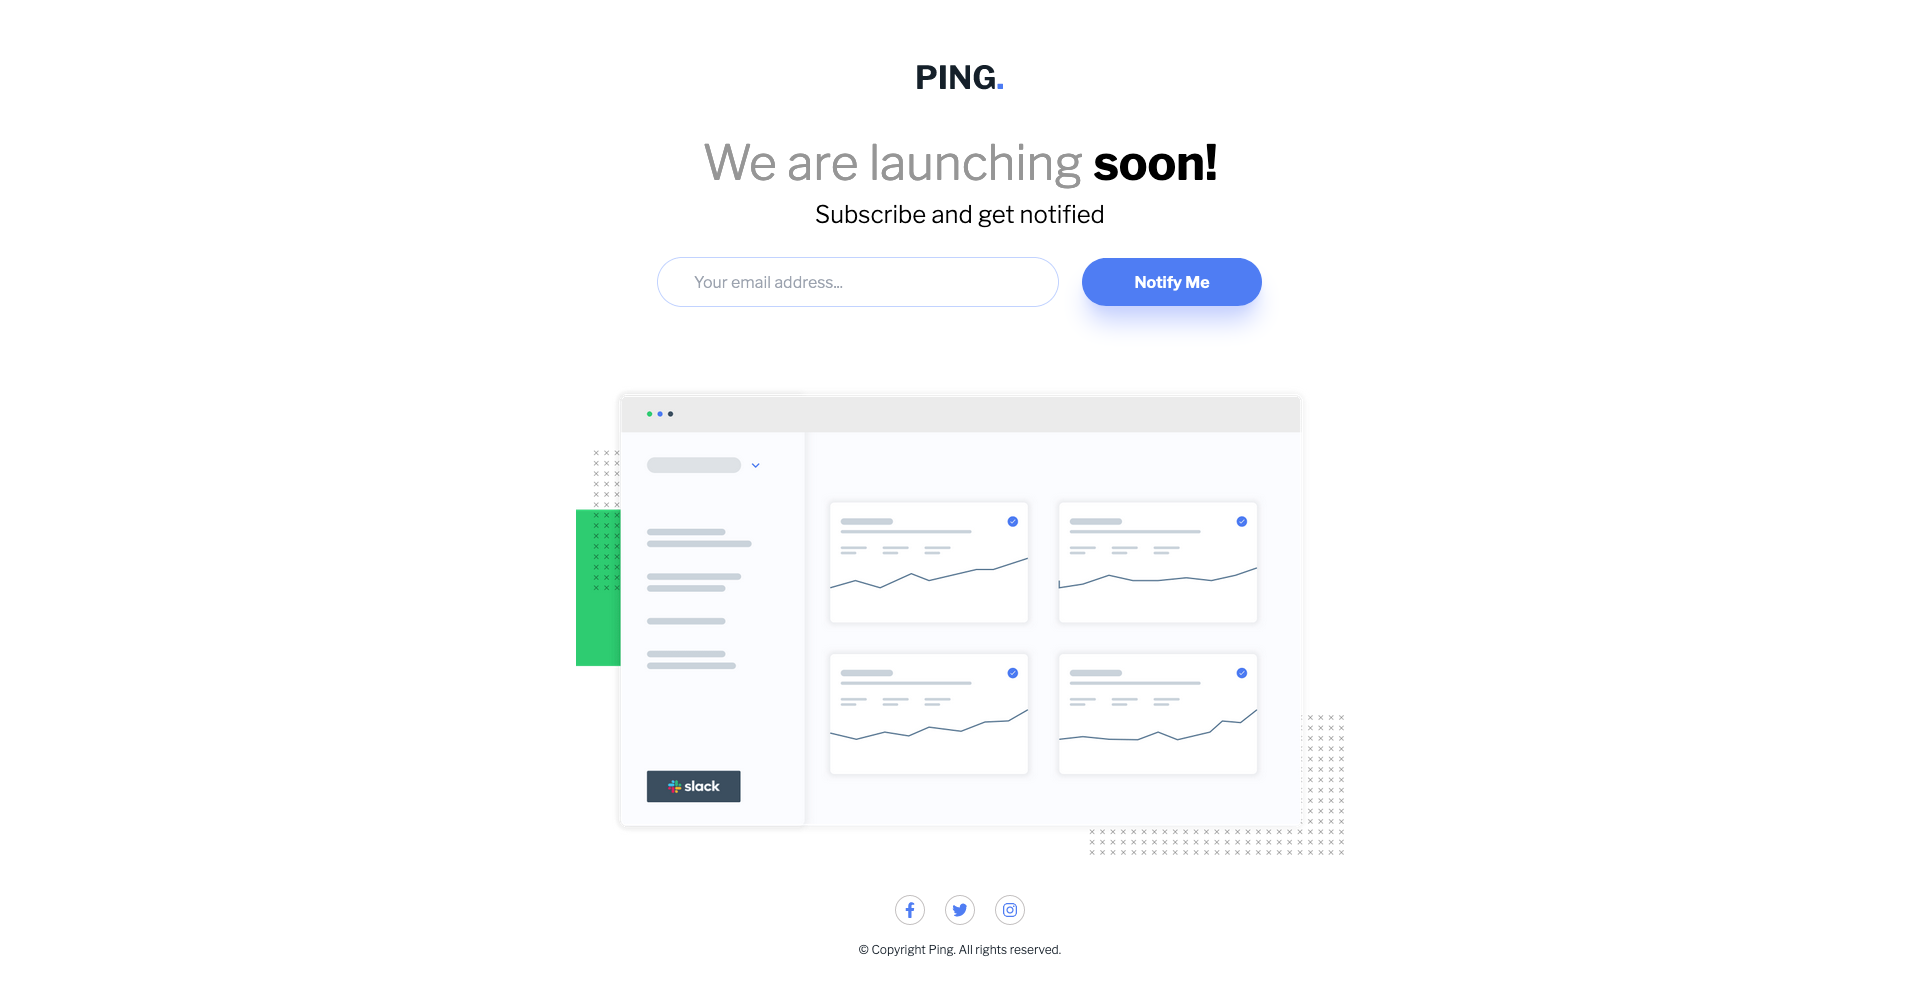 PING.
We are launching soon!
Subscribe and get notified
Your email address...
Notify Me
slack
© Copyright Ping. All rights reserved.